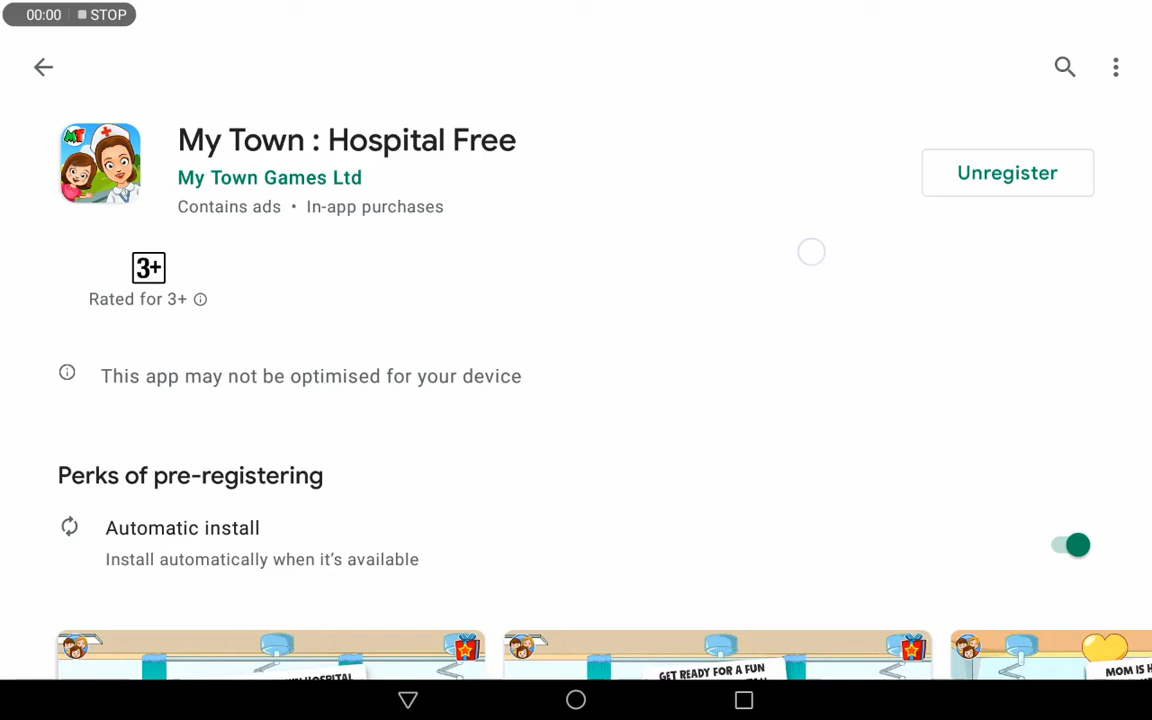 00:00 STOP
My Town : Hospital Free
My Town Games Ltd
Contains ads • In-app purchases
Unregister
3+
Rated for 3+
This app may not be optimised for your device
Perks of pre-registering
Automatic install
Install automatically when it's available
HOSPITAL
GET READY FOR A FUN
MOM IS